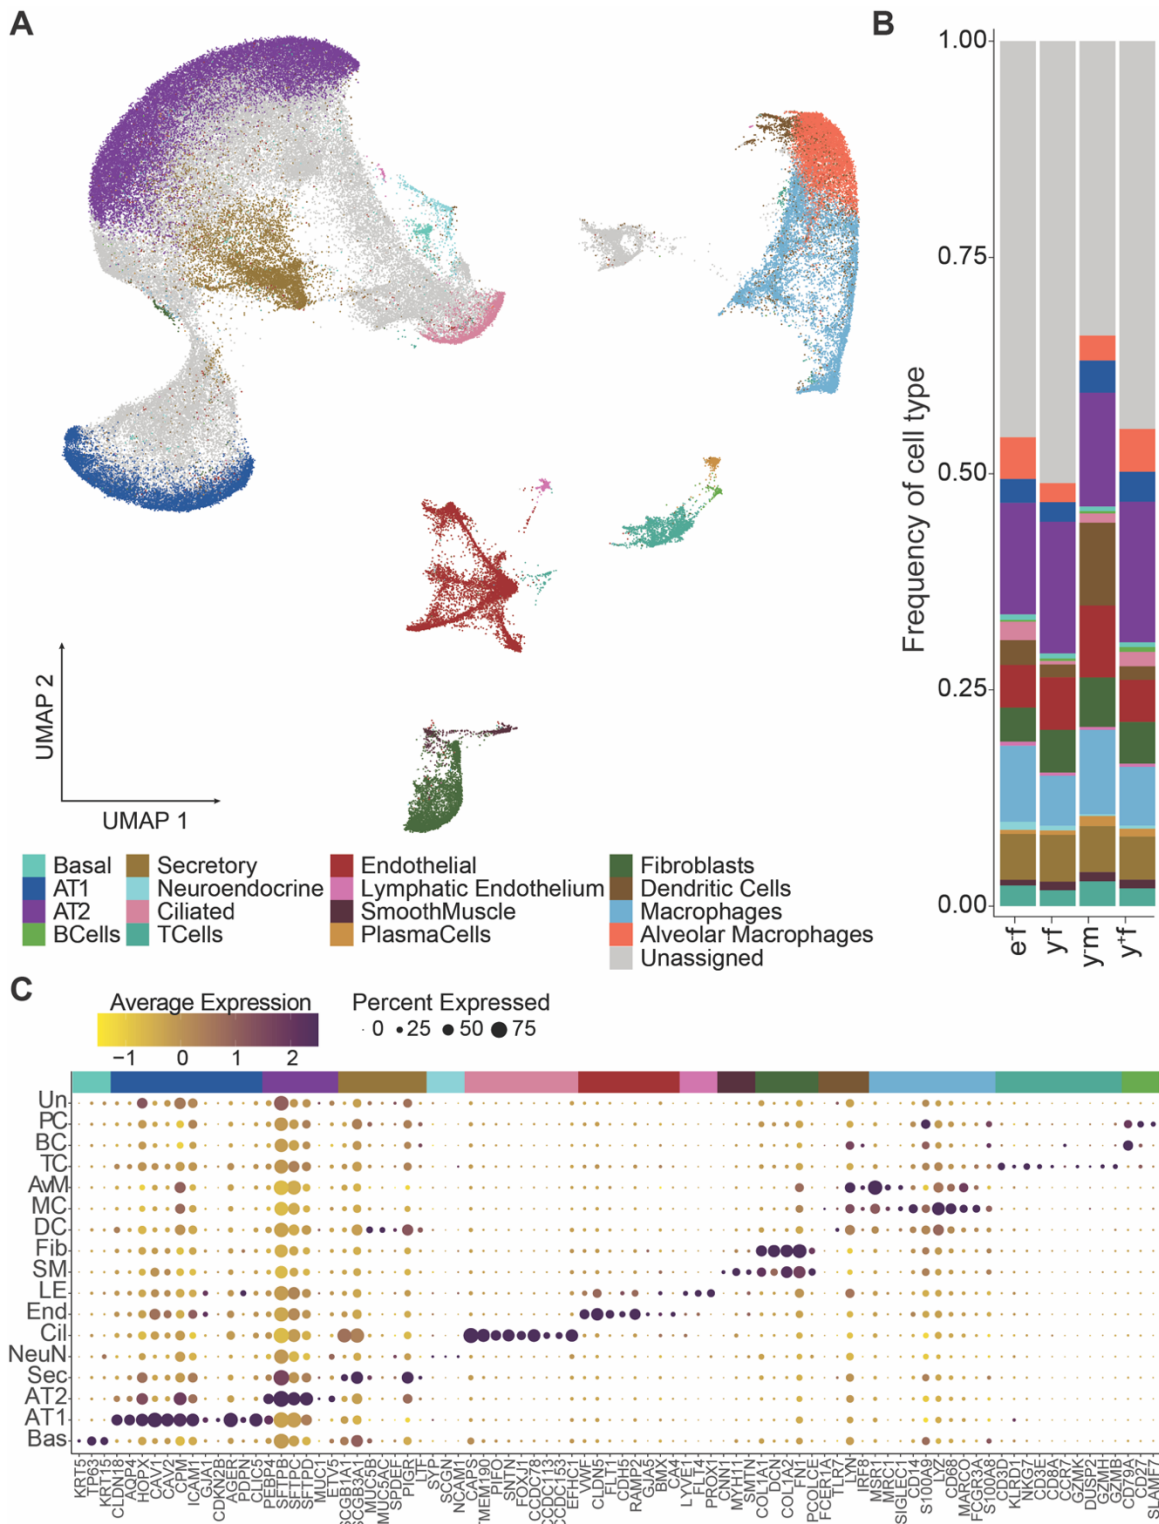 A
B
1.00
0.75
0.50
0.25
0.00
Frequency of cell type
e⁻f
y⁻f
y⁻m
y⁺f
UMAP 2
UMAP 1
Basal
AT1
AT2
BCells
Secretory
Neuroendocrine
Ciliated
TCells
Endothelial
Lymphatic Endothelium
SmoothMuscle
PlasmaCells
Fibroblasts
Dendritic Cells
Macrophages
Alveolar Macrophages
Unassigned
C
Average Expression
−1 0 1 2
Percent Expressed
0 25 50 75
Un
PC
BC
TC
AvM
MC
DC
Fib
SM
LE
End
Cil
NeuN
Sec
AT2
AT1
Bas
KRT5
TP63
KRT15
CLDN18
AQP4
HOPX
CAV1
CAV2
CPM
ICAM1
GJA1
CDKN2B
AGER
PDPN
CLIC5
PEBP4
SFTPB
SFTPC
SFTPD
MUC1
ETV5
SCGB1A1
SCGB3A1
MUC5B
MUC5AC
SPDEF
PIGR
LTF
SYP
SCGN
NCAM1
CAPS
TMEM190
PIFO
SNTN
FOXJ1
CCDC78
EFHC1
VWF
CLDN5
FLT1
CDH5
RAMP2
GJA5
BMX
CA4
LYVE1
FLT4
PROX1
CNN1
MYH11
SMTN
COL1A1
DCN
COL1A2
FN1
PCOLCE
FCER1A
TLR7
LYN
IRF8
MSR1
MRC1
SIGLEC1
CD14
S100A9
LYZ
CD68
MARCO
FCGR3A
S100A8
CD3D
KLRD1
NKG7
CD3E
CD8A
CCR7
GZMK
DUSP2
GZMH
GZMB
CD79A
CD27
SLAMF7